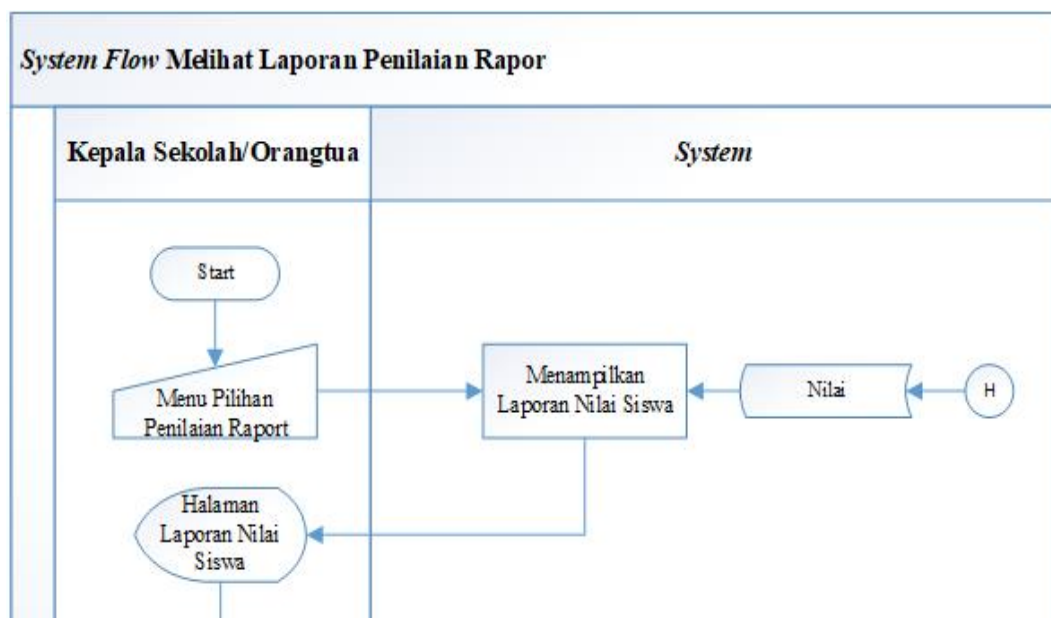 System Flow Melihat Laporan Penilaian Rapor
Kepala Sekolah/Orangtua
System
Start
Menu Pilihan
Penilaian Raport
Menampilkan
Laporan Nilai Siswa
Nilai
H
Halaman
Laporan Nilai
Siswa